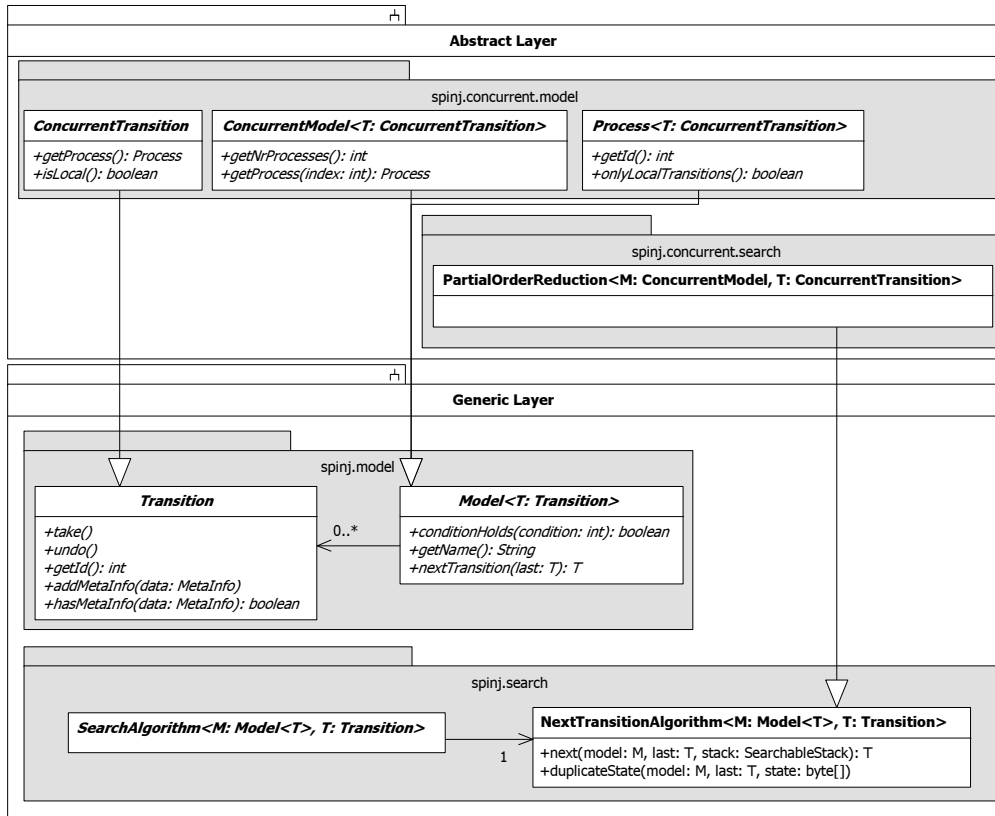 Abstract Layer
spinj.concurrent.model
ConcurrentTransition
+getProcess(): Process
+isLocal(): boolean
ConcurrentModel<T: ConcurrentTransition>
+getNrProcesses(): int
+getProcess(index: int): Process
Process<T: ConcurrentTransition>
+getId(): int
+onlyLocalTransitions(): boolean
spinj.concurrent.search
PartialOrderReduction<M: ConcurrentModel, T: ConcurrentTransition>
Generic Layer
spinj.model
Transition
+take()
+undo()
+getId(): int
+addMetaInfo(data: MetaInfo)
+hasMetaInfo(data: MetaInfo): boolean
0..*
Model<T: Transition>
+conditionHolds(condition: int): boolean
+getName(): String
+nextTransition(last: T): T
spinj.search
SearchAlgorithm<M: Model<T>, T: Transition>
1
NextTransitionAlgorithm<M: Model<T>, T: Transition>
+next(model: M, last: T, stack: SearchableStack): T
+duplicateState(model: M, last: T, state: byte[])